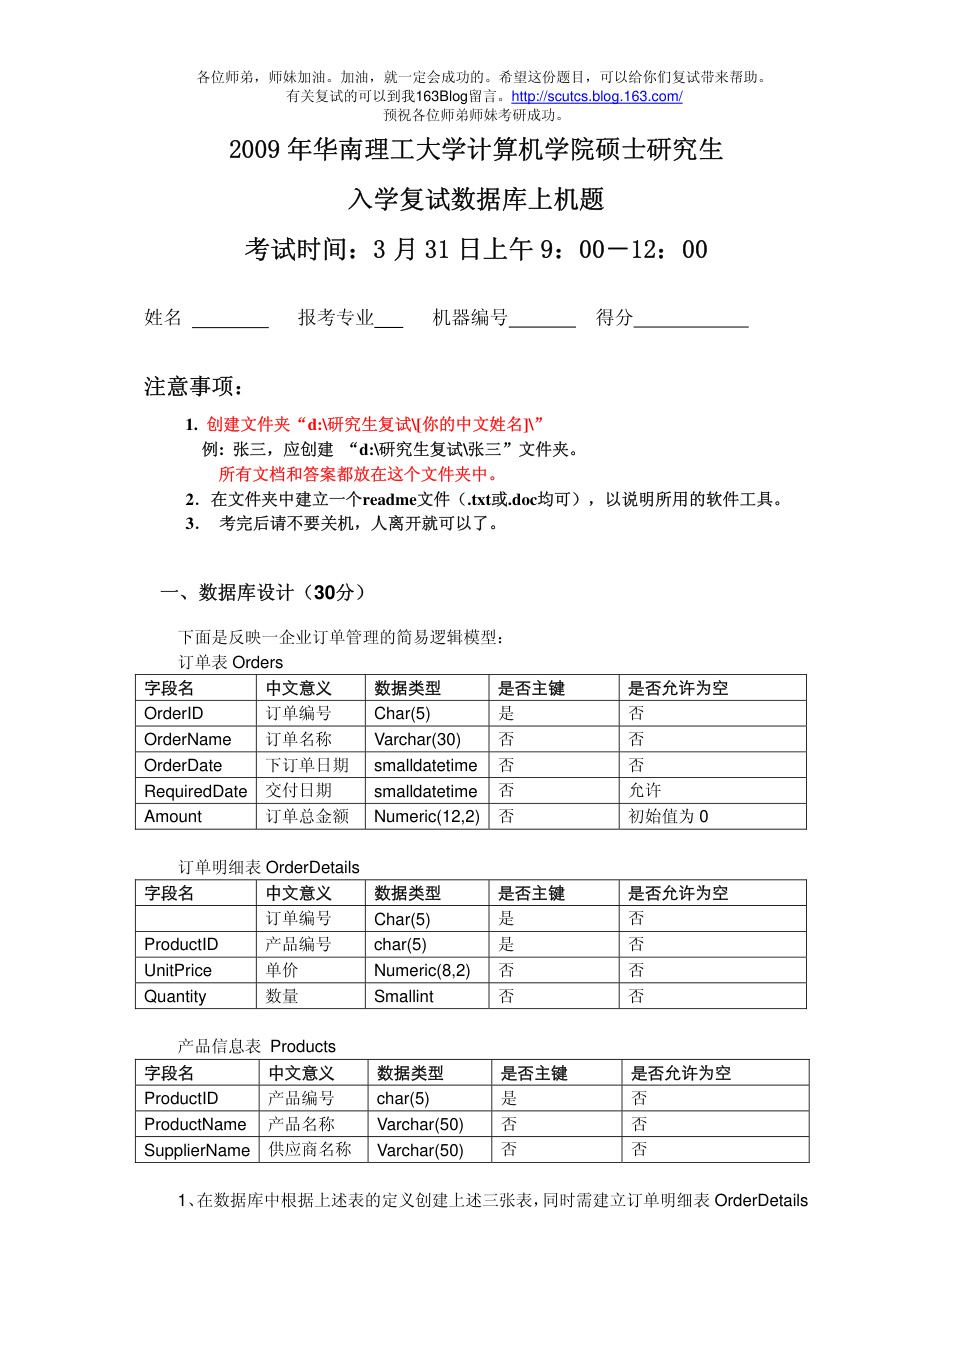 各位师弟，师妹加油。加油，就一定会成功的。希望这份题目，可以给你们复试带来帮助。
有关复试的可以到我163Blog留言。http://scutcs.blog.163.com/
预祝各位师弟师妹考研成功。
2009 年华南理工大学计算机学院硕士研究生
入学复试数据库上机题
考试时间：3 月 31 日上午 9：00－12：00
姓名 ________ 报考专业___ 机器编号_______ 得分____________
注意事项：
1. 创建文件夹“d:\研究生复试\[你的中文姓名]\”
例：张三，应创建 “d:\研究生复试\张三”文件夹。
所有文档和答案都放在这个文件夹中。
2．在文件夹中建立一个readme文件（.txt或.doc均可），以说明所用的软件工具。
3． 考完后请不要关机，人离开就可以了。
一、数据库设计（30分）
下面是反映一企业订单管理的简易逻辑模型：
订单表 Orders
字段名 中文意义 数据类型 是否主键 是否允许为空
OrderID 订单编号 Char(5) 是 否
OrderName 订单名称 Varchar(30) 否 否
OrderDate 下订单日期 smalldatetime 否 否
RequiredDate 交付日期 smalldatetime 否 允许
Amount 订单总金额 Numeric(12,2) 否 初始值为 0
订单明细表 OrderDetails
字段名 中文意义 数据类型 是否主键 是否允许为空
订单编号 Char(5) 是 否
ProductID 产品编号 char(5) 是 否
UnitPrice 单价 Numeric(8,2) 否 否
Quantity 数量 Smallint 否 否
产品信息表 Products
字段名 中文意义 数据类型 是否主键 是否允许为空
ProductID 产品编号 char(5) 是 否
ProductName 产品名称 Varchar(50) 否 否
SupplierName 供应商名称 Varchar(50) 否 否
1、在数据库中根据上述表的定义创建上述三张表，同时需建立订单明细表 OrderDetails